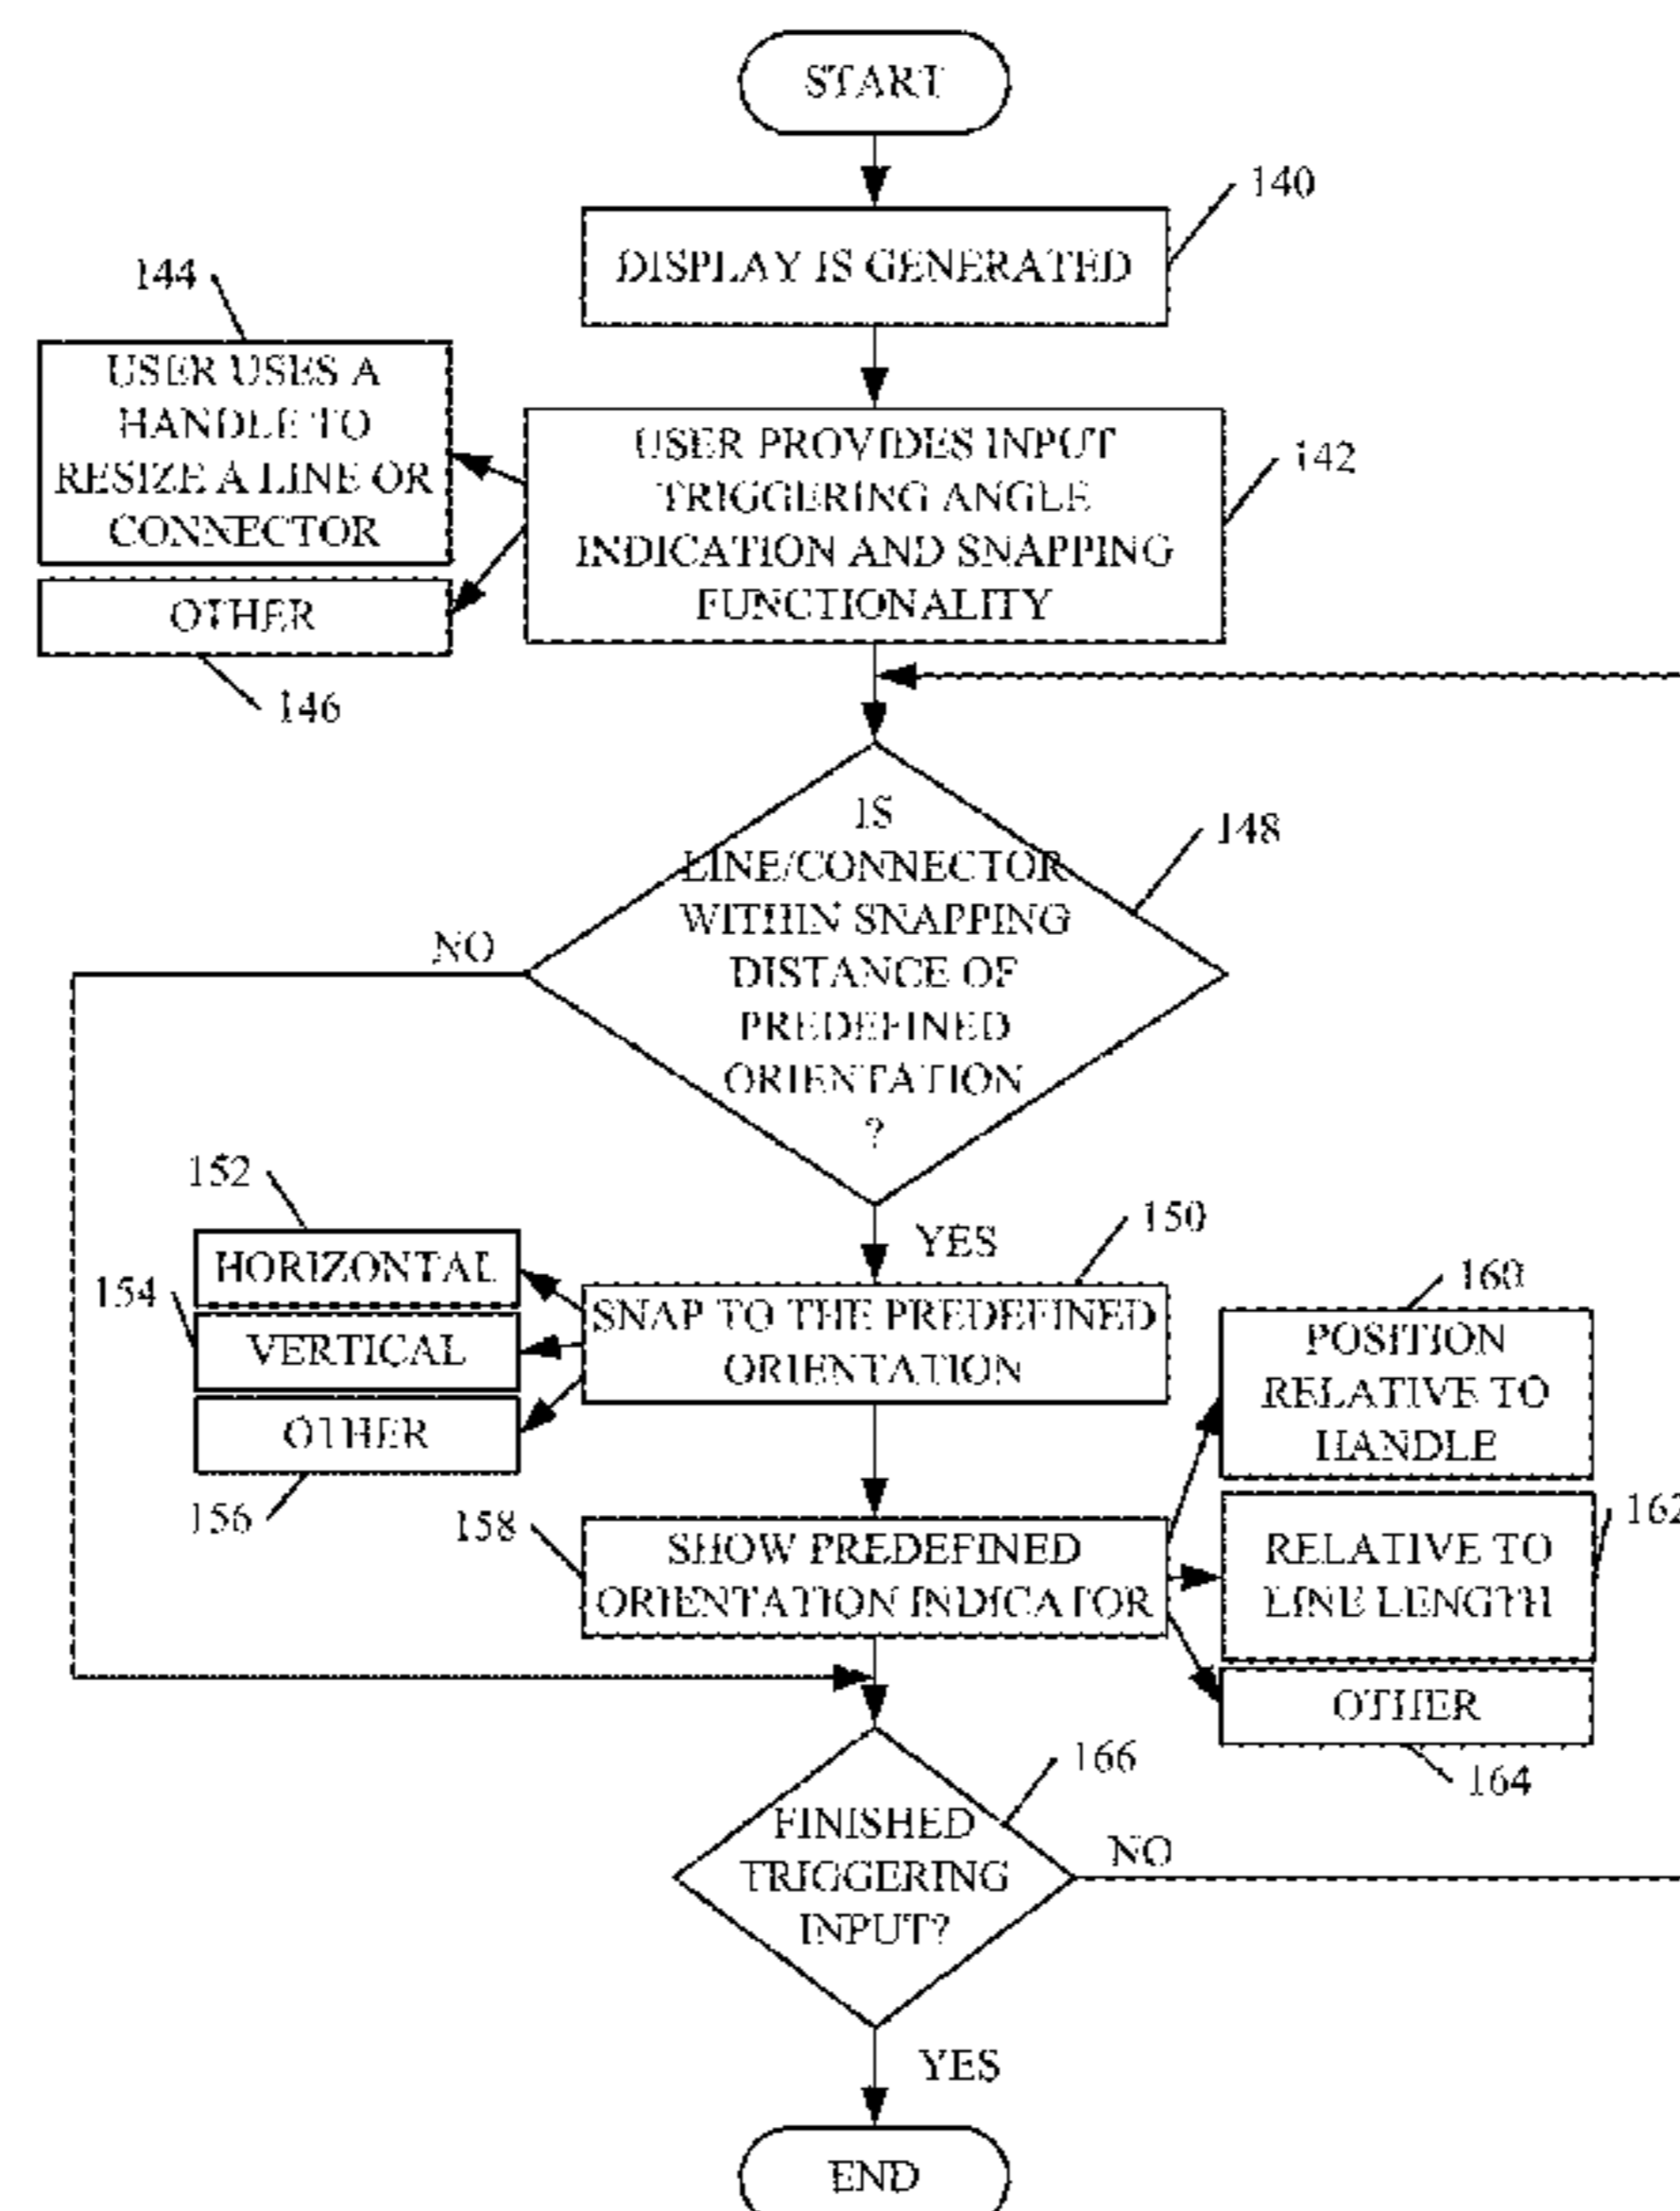 START
140
DISPLAY IS GENERATED
144
USER USES A
HANDLE TO
RESIZE A LINE OR
CONNECTOR
USER PROVIDES INPUT
TRIGGERING ANGLE
INDICATION AND SNAPPING
FUNCTIONALITY
142
OTHER
146
IS
LINE/CONNECTOR
WITHIN SNAPPING
DISTANCE OF
PREDEFINED
ORIENTATION
?
148
NO
YES
152
HORIZONTAL
154
VERTICAL
OTHER
156
150
SNAP TO THE PREDEFINED
ORIENTATION
160
POSITION
RELATIVE TO
HANDLE
158
SHOW PREDEFINED
ORIENTATION INDICATOR
RELATIVE TO
LINE LENGTH
162
OTHER
164
166
FINISHED
TRIGGERING
INPUT?
NO
YES
END